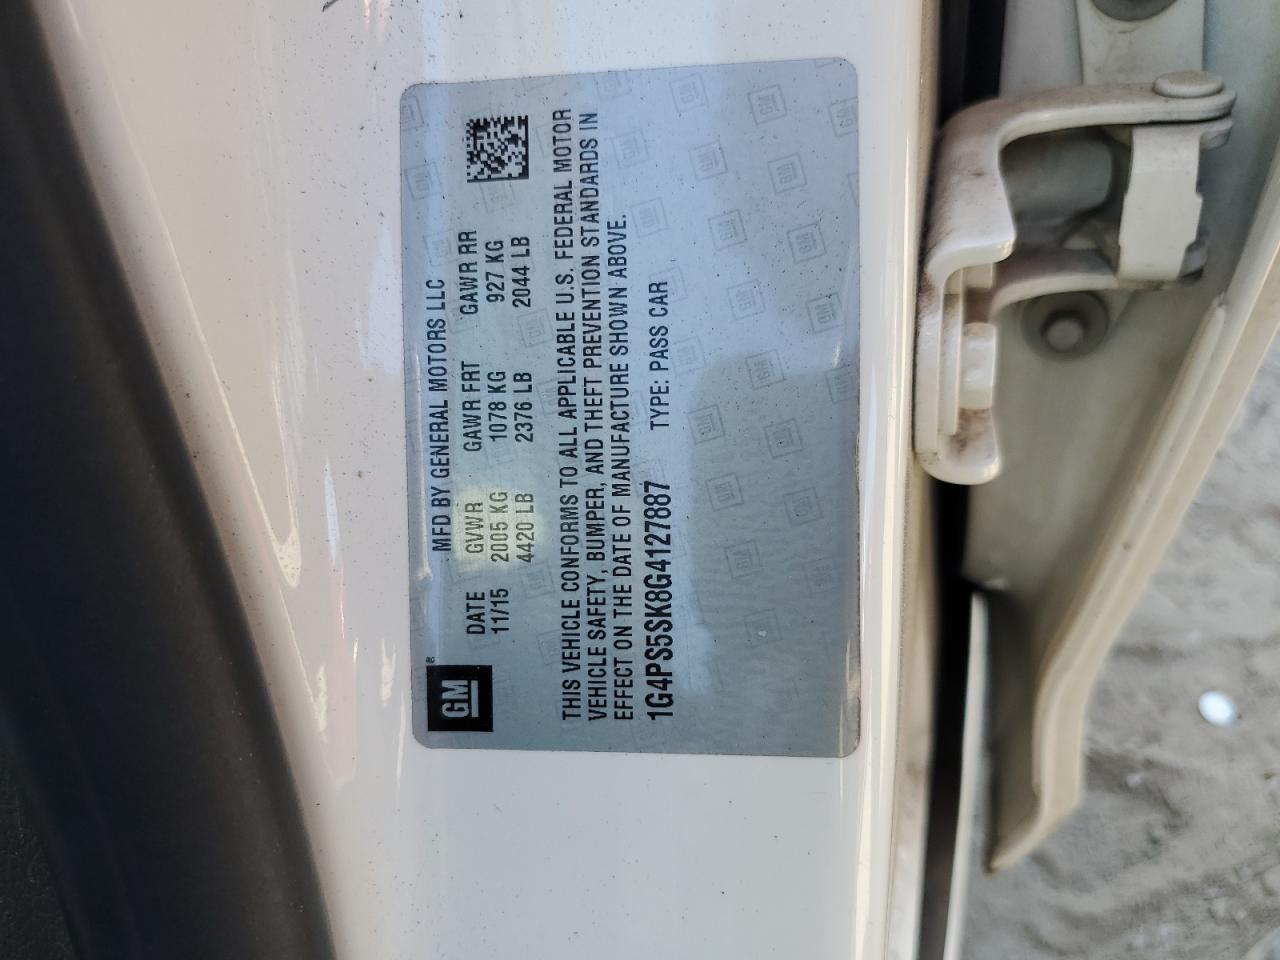 GM®
MFD BY GENERAL MOTORS LLC
DATE GVWR GAWR FRT GAWR RR
11/15 2005 KG 1078 KG 927 KG
4420 LB 2376 LB 2044 LB
THIS VEHICLE CONFORMS TO ALL APPLICABLE U.S. FEDERAL MOTOR
VEHICLE SAFETY, BUMPER, AND THEFT PREVENTION STANDARDS IN
EFFECT ON THE DATE OF MANUFACTURE SHOWN ABOVE.
1G4PS5SK8G4127887 TYPE: PASS CAR